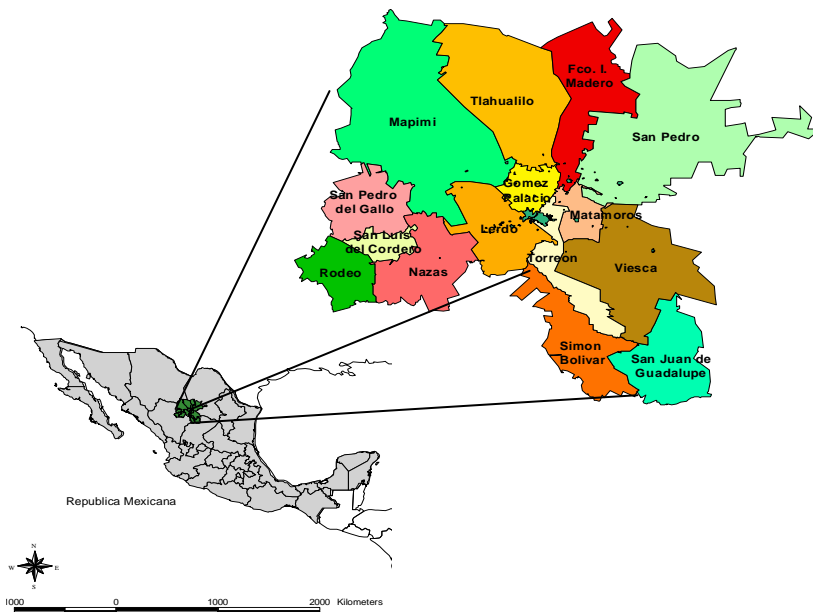 Fco. I.
Madero
Tlahualilo
Mapimi
San Pedro
Gomez
Palacio
San Pedro
del Gallo
Matamoros
Lerdo
San Luis
del Cordero
Torreon
Viesca
Rodeo
Nazas
Simon
Bolivar
San Juan de
Guadalupe
Republica Mexicana
N
W E
S
1000 0 1000 2000 Kilometers